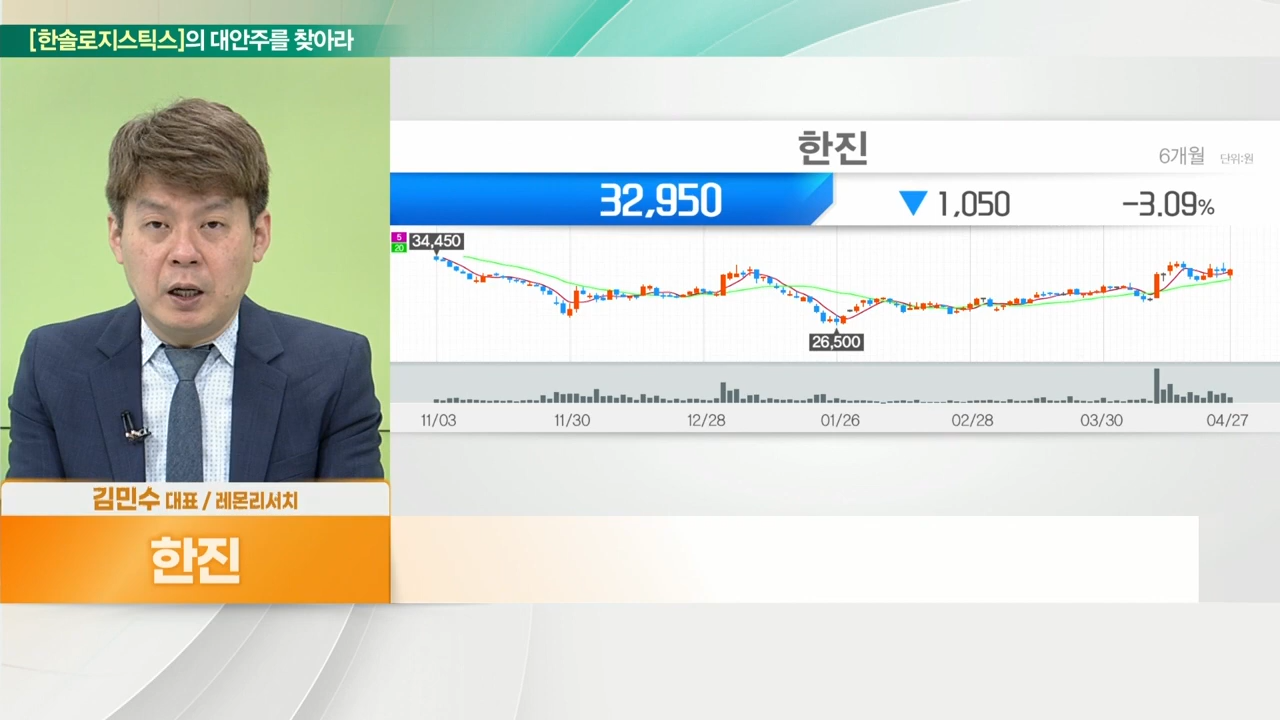 [한솔로지스틱스]의 대안주를 찾아라
한진
6개월 단위:원
32,950 ▼ 1,050 -3.09%
5
20
34,450
26,500
11/03 11/30 12/28 01/26 02/28 03/30 04/27
김민수 대표 / 레몬리서치
한진